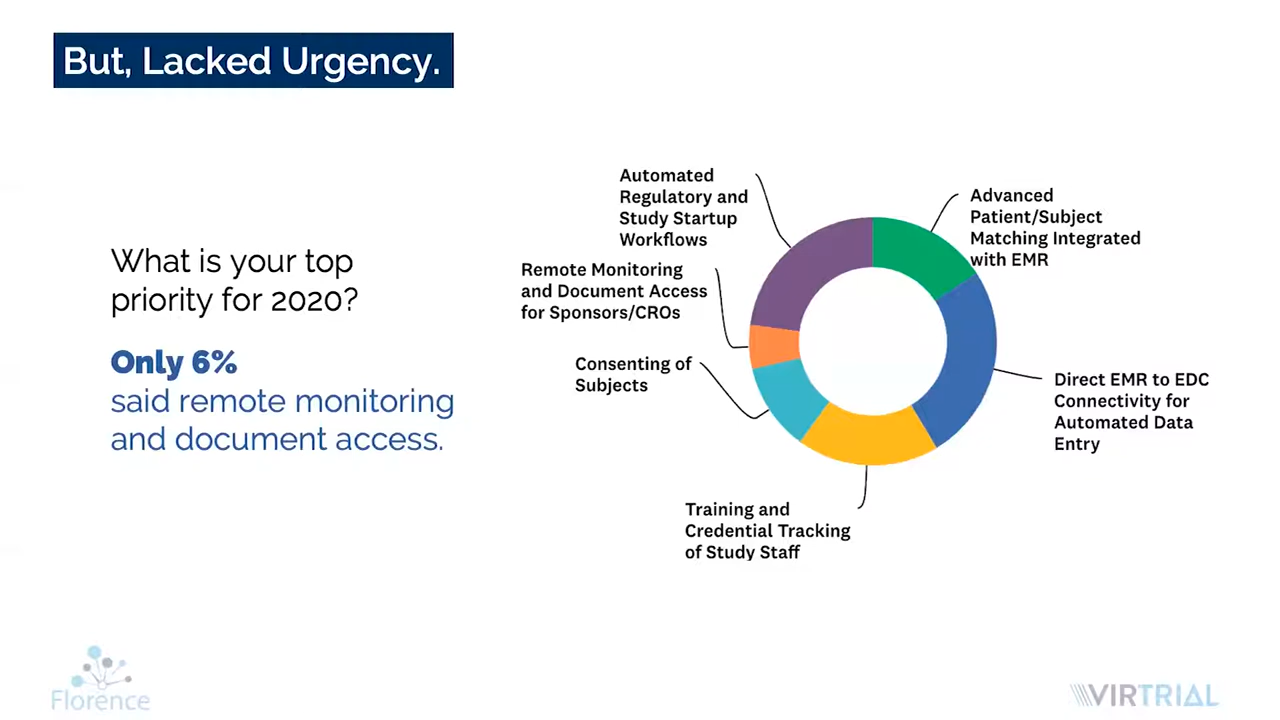 But, Lacked Urgency.
What is your top
priority for 2020?
Only 6%
said remote monitoring
and document access.
Automated
Regulatory and
Study Startup
Workflows
Remote Monitoring
and Document Access
for Sponsors/CROs
Consenting of
Subjects
Training and
Credential Tracking
of Study Staff
Advanced
Patient/Subject
Matching Integrated
with EMR
Direct EMR to EDC
Connectivity for
Automated Data
Entry
Florence
VIRTRIAL